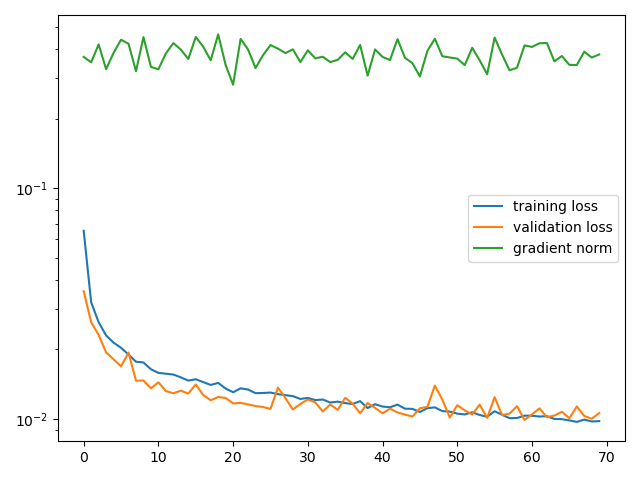 10⁻¹
10⁻²
training loss
validation loss
gradient norm
0 10 20 30 40 50 60 70